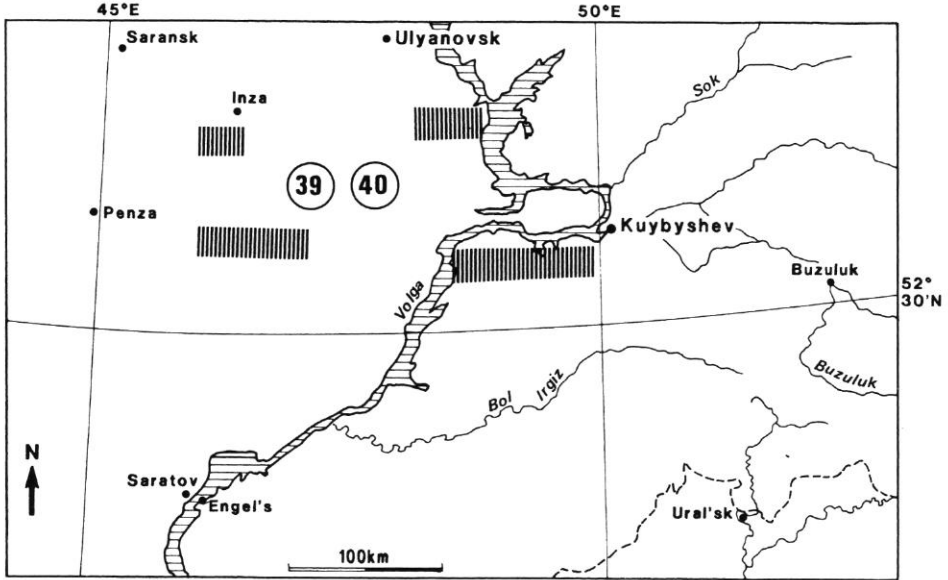 45°E
50°E
Saransk
Ulyanovsk
Sok
Inza
39
40
Penza
Kuybyshev
Buzuluk
52°
30'N
Volga
Buzuluk
Bol Irgiz
N
Saratov
Engel's
Ural'sk
100km